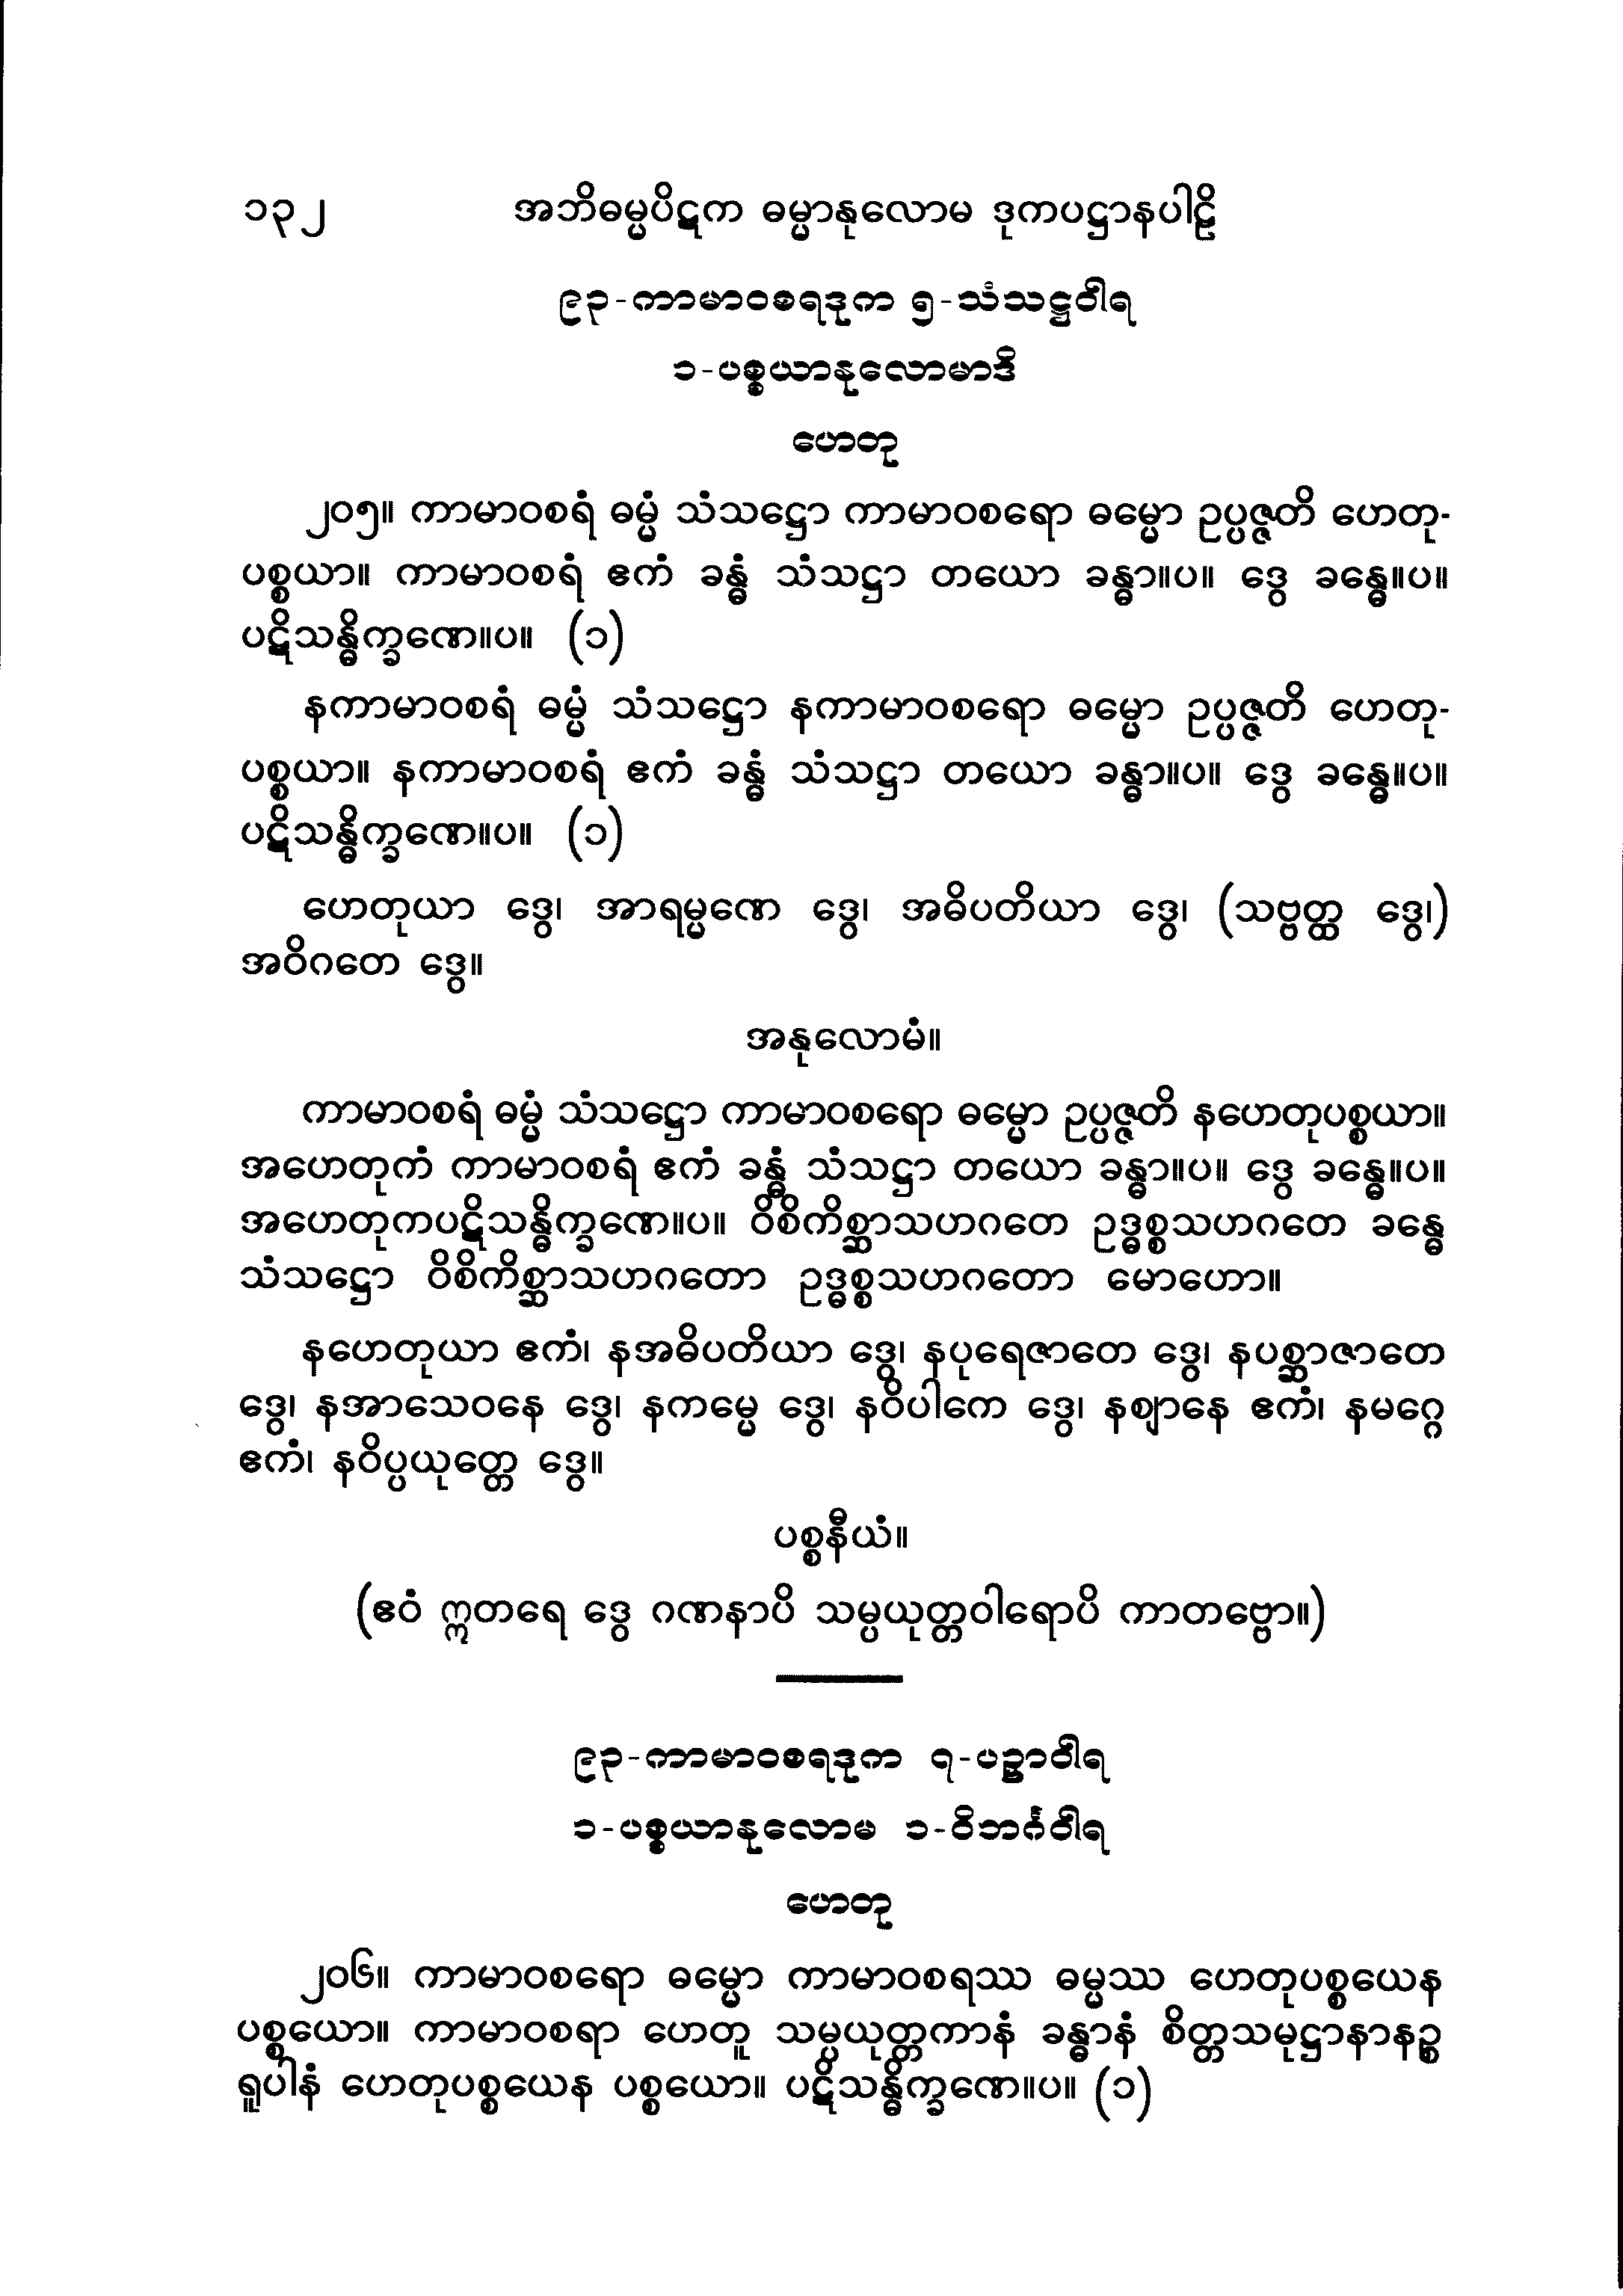 ၁၃၂ အဘိဓမ္မပိဋက ဓမ္မာနုလောမ ဒုကပဋ္ဌာနပါဠိ
၉၃-ကာမာဝစရဒုက ၅-သံသဋ္ဌဝါရ
၁-ပစ္စယာနုလောမာဒိ
ဟေတု
၂၀၅။ ကာမာဝစရံ ဓမ္မံ သံသဋ္ဌော ကာမာဝစရော ဓမ္မော ဥပ္ပဇ္ဇတိ ဟေတု-
ပစ္စယာ။ ကာမာဝစရံ ဧကံ ခန္ဓံ သံသဋ္ဌာ တယော ခန္ဓာ။ပ။ ဒွေ ခန္ဓေ။ပ။
ပဋိသန္ဓိက္ခဏေ။ပ။ (၁)
နကာမာဝစရံ ဓမ္မံ သံသဋ္ဌော နကာမာဝစရော ဓမ္မော ဥပ္ပဇ္ဇတိ ဟေတု-
ပစ္စယာ။ နကာမာဝစရံ ဧကံ ခန္ဓံ သံသဋ္ဌာ တယော ခန္ဓာ။ပ။ ဒွေ ခန္ဓေ။ပ။
ပဋိသန္ဓိက္ခဏေ။ပ။ (၁)
ဟေတုယာ ဒွေ၊ အာရမ္မဏေ ဒွေ၊ အဓိပတိယာ ဒွေ၊ (သဗ္ဗတ္ထ ဒွေ၊)
အဝိဂတေ ဒွေ။
အနုလောမံ။
ကာမာဝစရံ ဓမ္မံ သံသဋ္ဌော ကာမာဝစရော ဓမ္မော ဥပ္ပဇ္ဇတိ နဟေတုပစ္စယာ။
အဟေတုကံ ကာမာဝစရံ ဧကံ ခန္ဓံ သံသဋ္ဌာ တယော ခန္ဓာ။ပ။ ဒွေ ခန္ဓေ။ပ။
အဟေတုကပဋိသန္ဓိက္ခဏေ။ပ။ ဝိစိကိစ္ဆာသဟဂတေ ဥဒ္ဓစ္စသဟဂတေ ခန္ဓေ
သံသဋ္ဌော ဝိစိကိစ္ဆာသဟဂတော ဥဒ္ဓစ္စသဟဂတော မောဟော။
နဟေတုယာ ဧကံ၊ နအဓိပတိယာ ဒွေ၊ နပုရေဇာတေ ဒွေ၊ နပစ္ဆာဇာတေ
ဒွေ၊ နအာသေဝနေ ဒွေ၊ နကမ္မေ ဒွေ၊ နဝိပါကေ ဒွေ၊ နဈာနေ ဧကံ၊ နမဂ္ဂေ
ဧကံ၊ နဝိပ္ပယုတ္တေ ဒွေ။
ပစ္စနီယံ။
(ဧဝံ ဣတရေ ဒွေ ဂဏနာပိ သမ္ပယုတ္တဝါရောပိ ကာတဗ္ဗော။)
၉၃-ကာမာဝစရဒုက ၇-ပဉှာဝါရ
၁-ပစ္စယာနုလောမ ၁-ဝိဘင်္ဂဝါရ
ဟေတု
၂၀၆။ ကာမာဝစရော ဓမ္မော ကာမာဝစရဿ ဓမ္မဿ ဟေတုပစ္စယေန
ပစ္စယော။ ကာမာဝစရာ ဟေတူ သမ္ပယုတ္တကာနံ ခန္ဓာနံ စိတ္တသမုဋ္ဌာနာနဉ္စ
ရူပါနံ ဟေတုပစ္စယေန ပစ္စယော။ ပဋိသန္ဓိက္ခဏေ။ပ။ (၁)